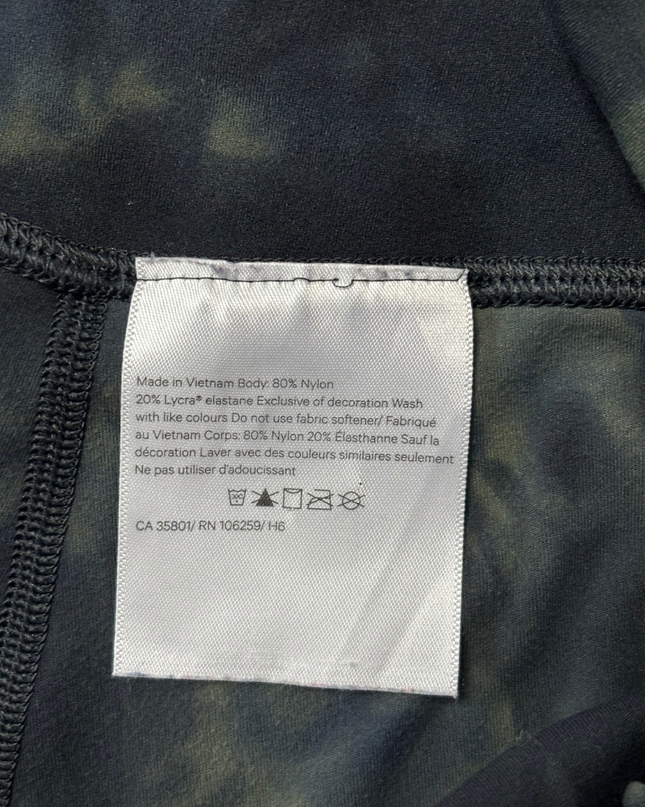 Made in Vietnam Body: 80% Nylon
20% Lycra® elastane Exclusive of decoration Wash
with like colours Do not use fabric softener/ Fabriqué
au Vietnam Corps: 80% Nylon 20% Élasthanne Sauf la
décoration Laver avec des couleurs similaires seulement
Ne pas utiliser d'adoucissant
CA 35801/ RN 106259/ H6